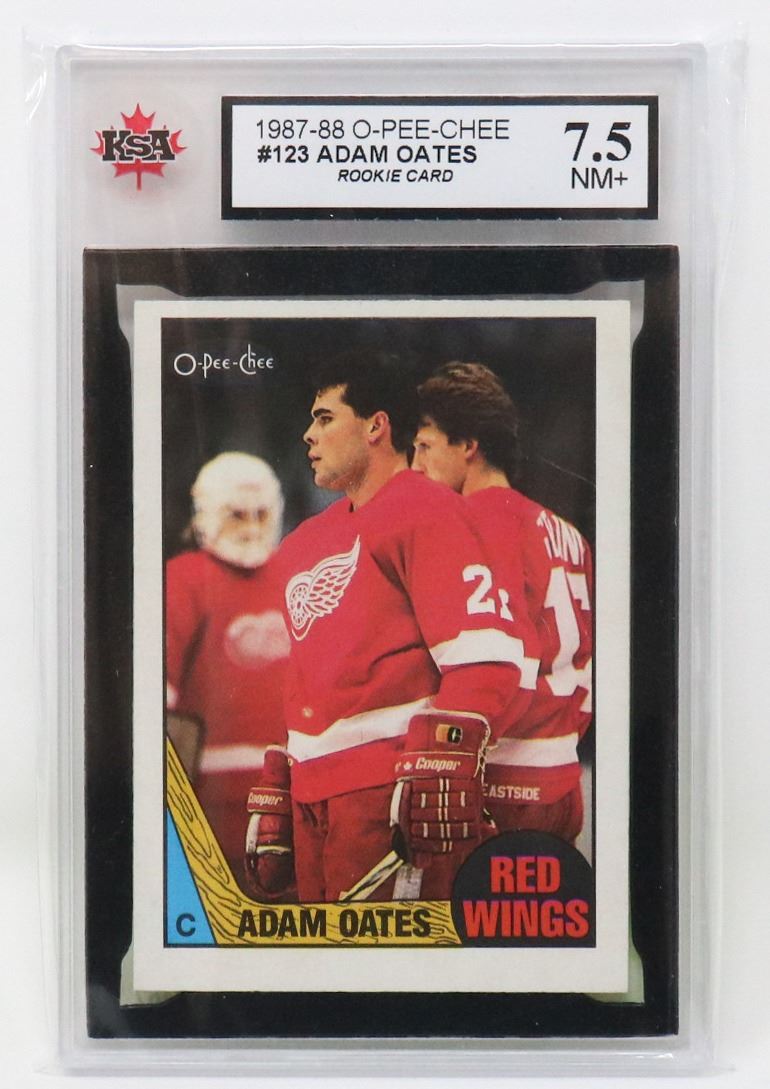 KSA
1987-88 O-PEE-CHEE
#123 ADAM OATES
ROOKIE CARD
7.5
NM+
O-Pee-Chee
Cooper
Cooper
EASTSIDE
C
ADAM OATES
RED
WINGS